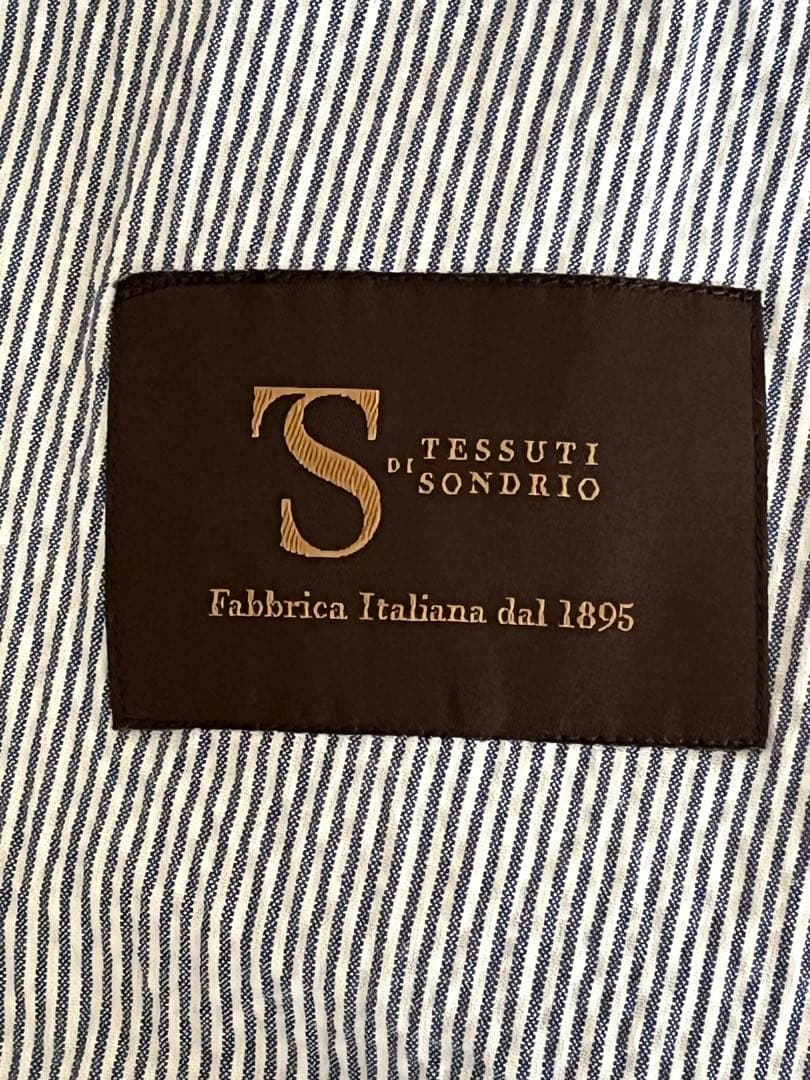 TS
DI TESSUTI
SONDRIO
Fabbrica Italiana dal 1895